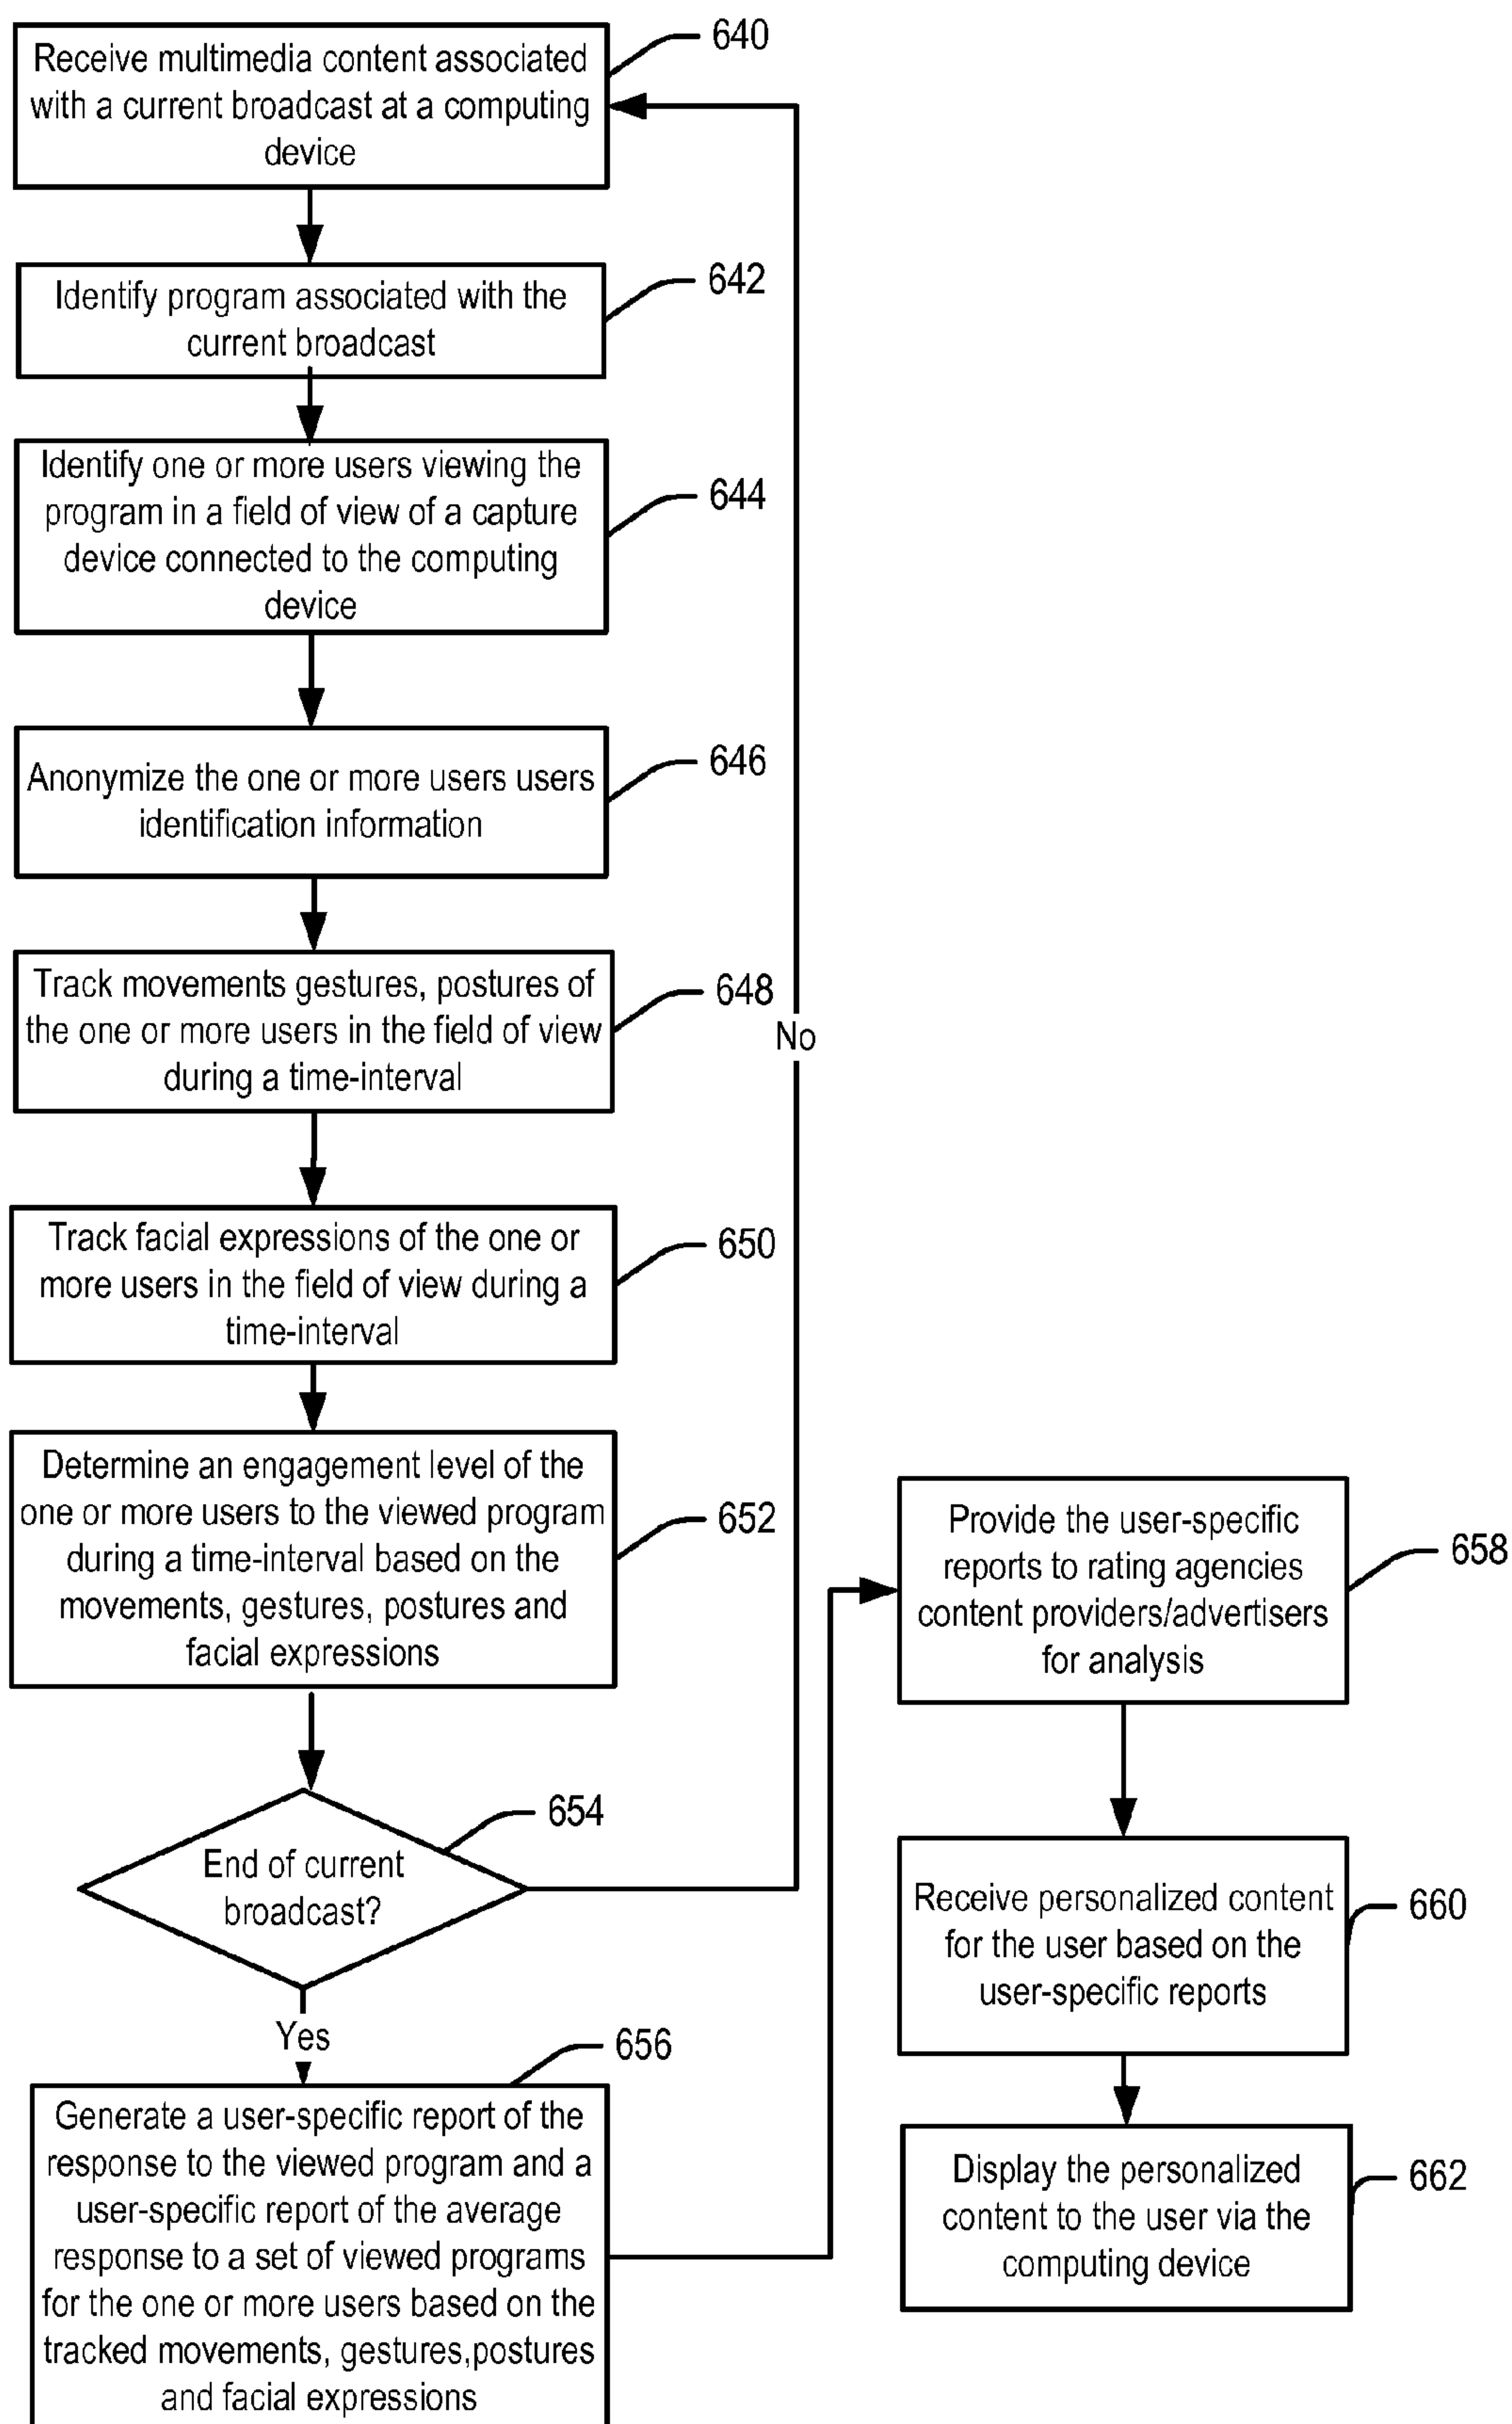 640
Receive multimedia content associated
with a current broadcast at a computing
device
642
Identify program associated with the
current broadcast
Identify one or more users viewing the
program in a field of view of a capture
device connected to the computing
device
644
646
Anonymize the one or more users users
identification information
Track movements gestures, postures of
the one or more users in the field of view
during a time-interval
648
No
Track facial expressions of the one or
more users in the field of view during a
time-interval
650
Determine an engagement level of the
one or more users to the viewed program
during a time-interval based on the
movements, gestures, postures and
facial expressions
652
654
End of current
broadcast?
Yes
656
Generate a user-specific report of the
response to the viewed program and a
user-specific report of the average
response to a set of viewed programs
for the one or more users based on the
tracked movements, gestures,postures
and facial expressions
Provide the user-specific
reports to rating agencies
content providers/advertisers
for analysis
658
Receive personalized content
for the user based on the
user-specific reports
660
Display the personalized
content to the user via the
computing device
662